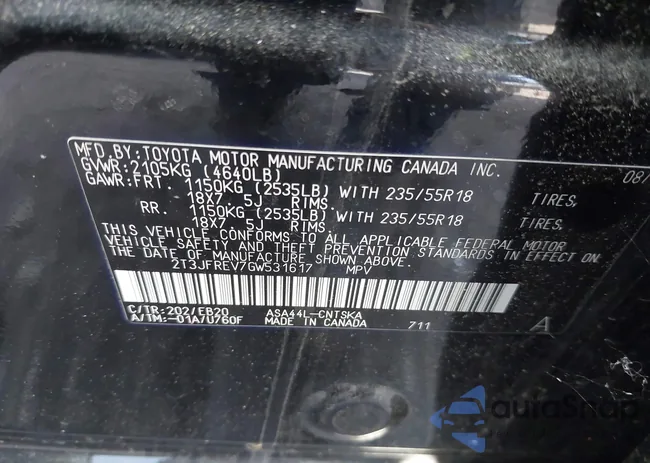 MFD. BY: TOYOTA MOTOR MANUFACTURING CANADA INC. 08/
GVWR: 2105KG (4640LB)
GAWR: FRT. 1150KG (2535LB) WITH 235/55R18 TIRES,
18X7. 5J RIMS.
RR. 1150KG (2535LB) WITH 235/55R18 TIRES,
18X7. 5J RIMS.
THIS VEHICLE CONFORMS TO ALL APPLICABLE FEDERAL MOTOR
VEHICLE SAFETY AND THEFT PREVENTION STANDARDS IN EFFECT ON
THE DATE OF MANUFACTURE SHOWN ABOVE.
2T3JFREV7GW531617 MPV
C/TR: 202/EB20 ASA44L-CNTSKA
A/TM: -01A/U760F MADE IN CANADA 711 A
autoSnap